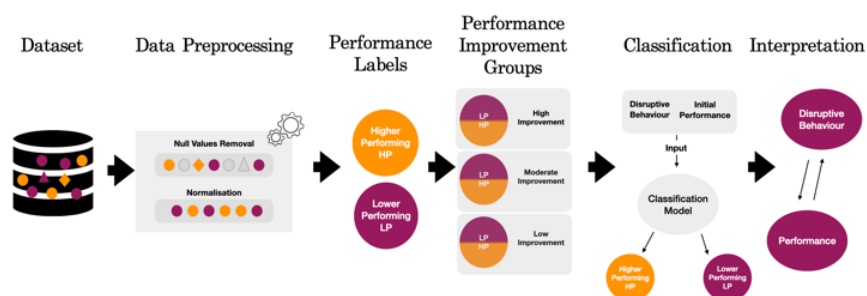 Dataset
Data Preprocessing
Performance
Labels
Performance
Improvement
Groups
Classification
Interpretation
Null Values Removal
Normalisation
Higher
Performing
HP
Lower
Performing
LP
LP
HP
High
Improvement
LP
HP
Moderate
Improvement
LP
HP
Low
Improvement
Disruptive
Behaviour
Initial
Performance
Input
Classification
Model
Higher
Performing
HP
Lower
Performing
LP
Disruptive
Behaviour
Performance